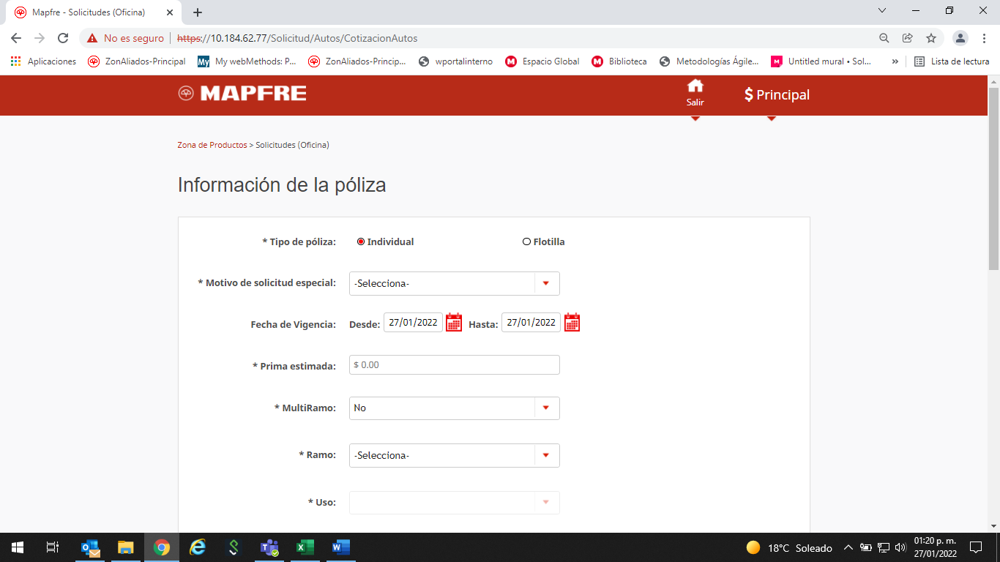 Mapfre - Solicitudes (Oficina)
No es seguro https://10.184.62.77/Solicitud/Autos/CotizacionAutos
Aplicaciones ZonAliados-Principal My My webMethods: P... ZonAliados-Princip... wportalinterno Espacio Global Biblioteca Metodologías Ágile... Untitled mural • Sol... » Lista de lectura
MAPFRE Salir $ Principal
Zona de Productos > Solicitudes (Oficina)
Información de la póliza
* Tipo de póliza: Individual Flotilla
* Motivo de solicitud especial: -Selecciona-
Fecha de Vigencia: Desde: 27/01/2022 Hasta: 27/01/2022
* Prima estimada: $ 0.00
* MultiRamo: No
* Ramo: -Selecciona-
* Uso:
18°C Soleado 01:20 p. m.
27/01/2022